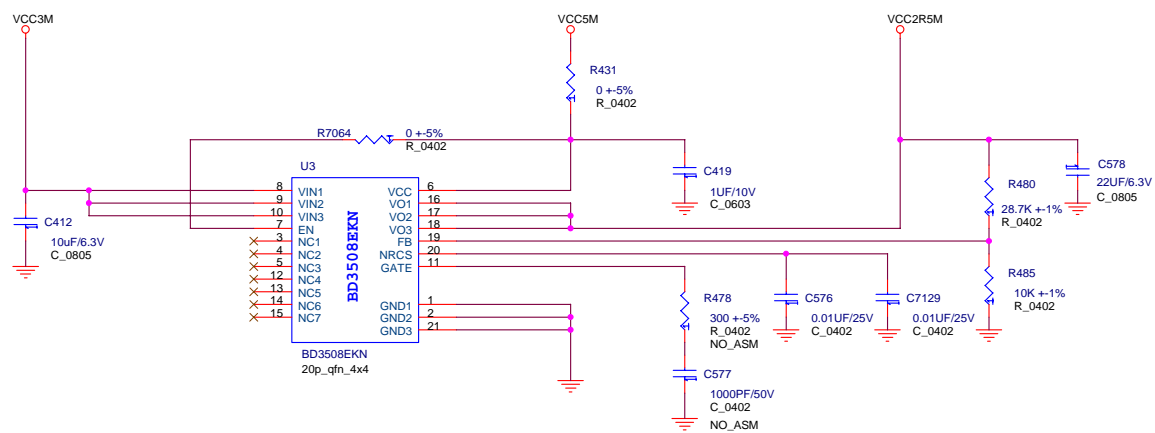 VCC3M
VCC5M
VCC2R5M
R431
0 +-5%
R_0402
R7064
0 +-5%
R_0402
U3
C419
1UF/10V
C_0603
C578
22UF/6.3V
C_0805
R480
28.7K +-1%
R_0402
C412
10uF/6.3V
C_0805
8 VIN1 VCC 6
9 VIN2 VO1 16
10 VIN3 VO2 17
7 EN VO3 18
3 NC1 FB 19
4 NC2 NRCS 20
5 NC3 GATE 11
12 NC4
13 NC5
14 NC6 GND1 1
15 NC7 GND2 2
GND3 21
BD3508EKN
BD3508EKN
20p_qfn_4x4
R485
10K +-1%
R_0402
R478
300 +-5%
R_0402
NO_ASM
C576
0.01UF/25V
C_0402
C7129
0.01UF/25V
C_0402
C577
1000PF/50V
C_0402
NO_ASM